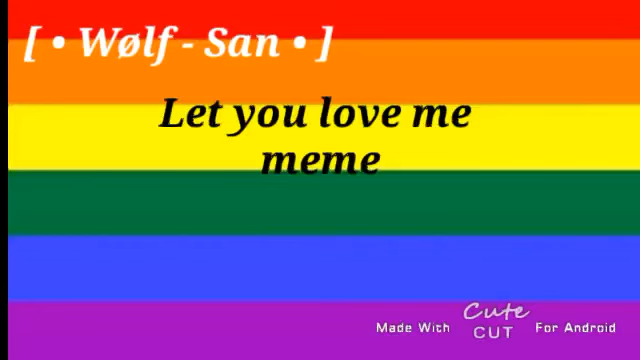 [ • Wølf - San • ]
Let you love me
meme
Made With Cute CUT For Android